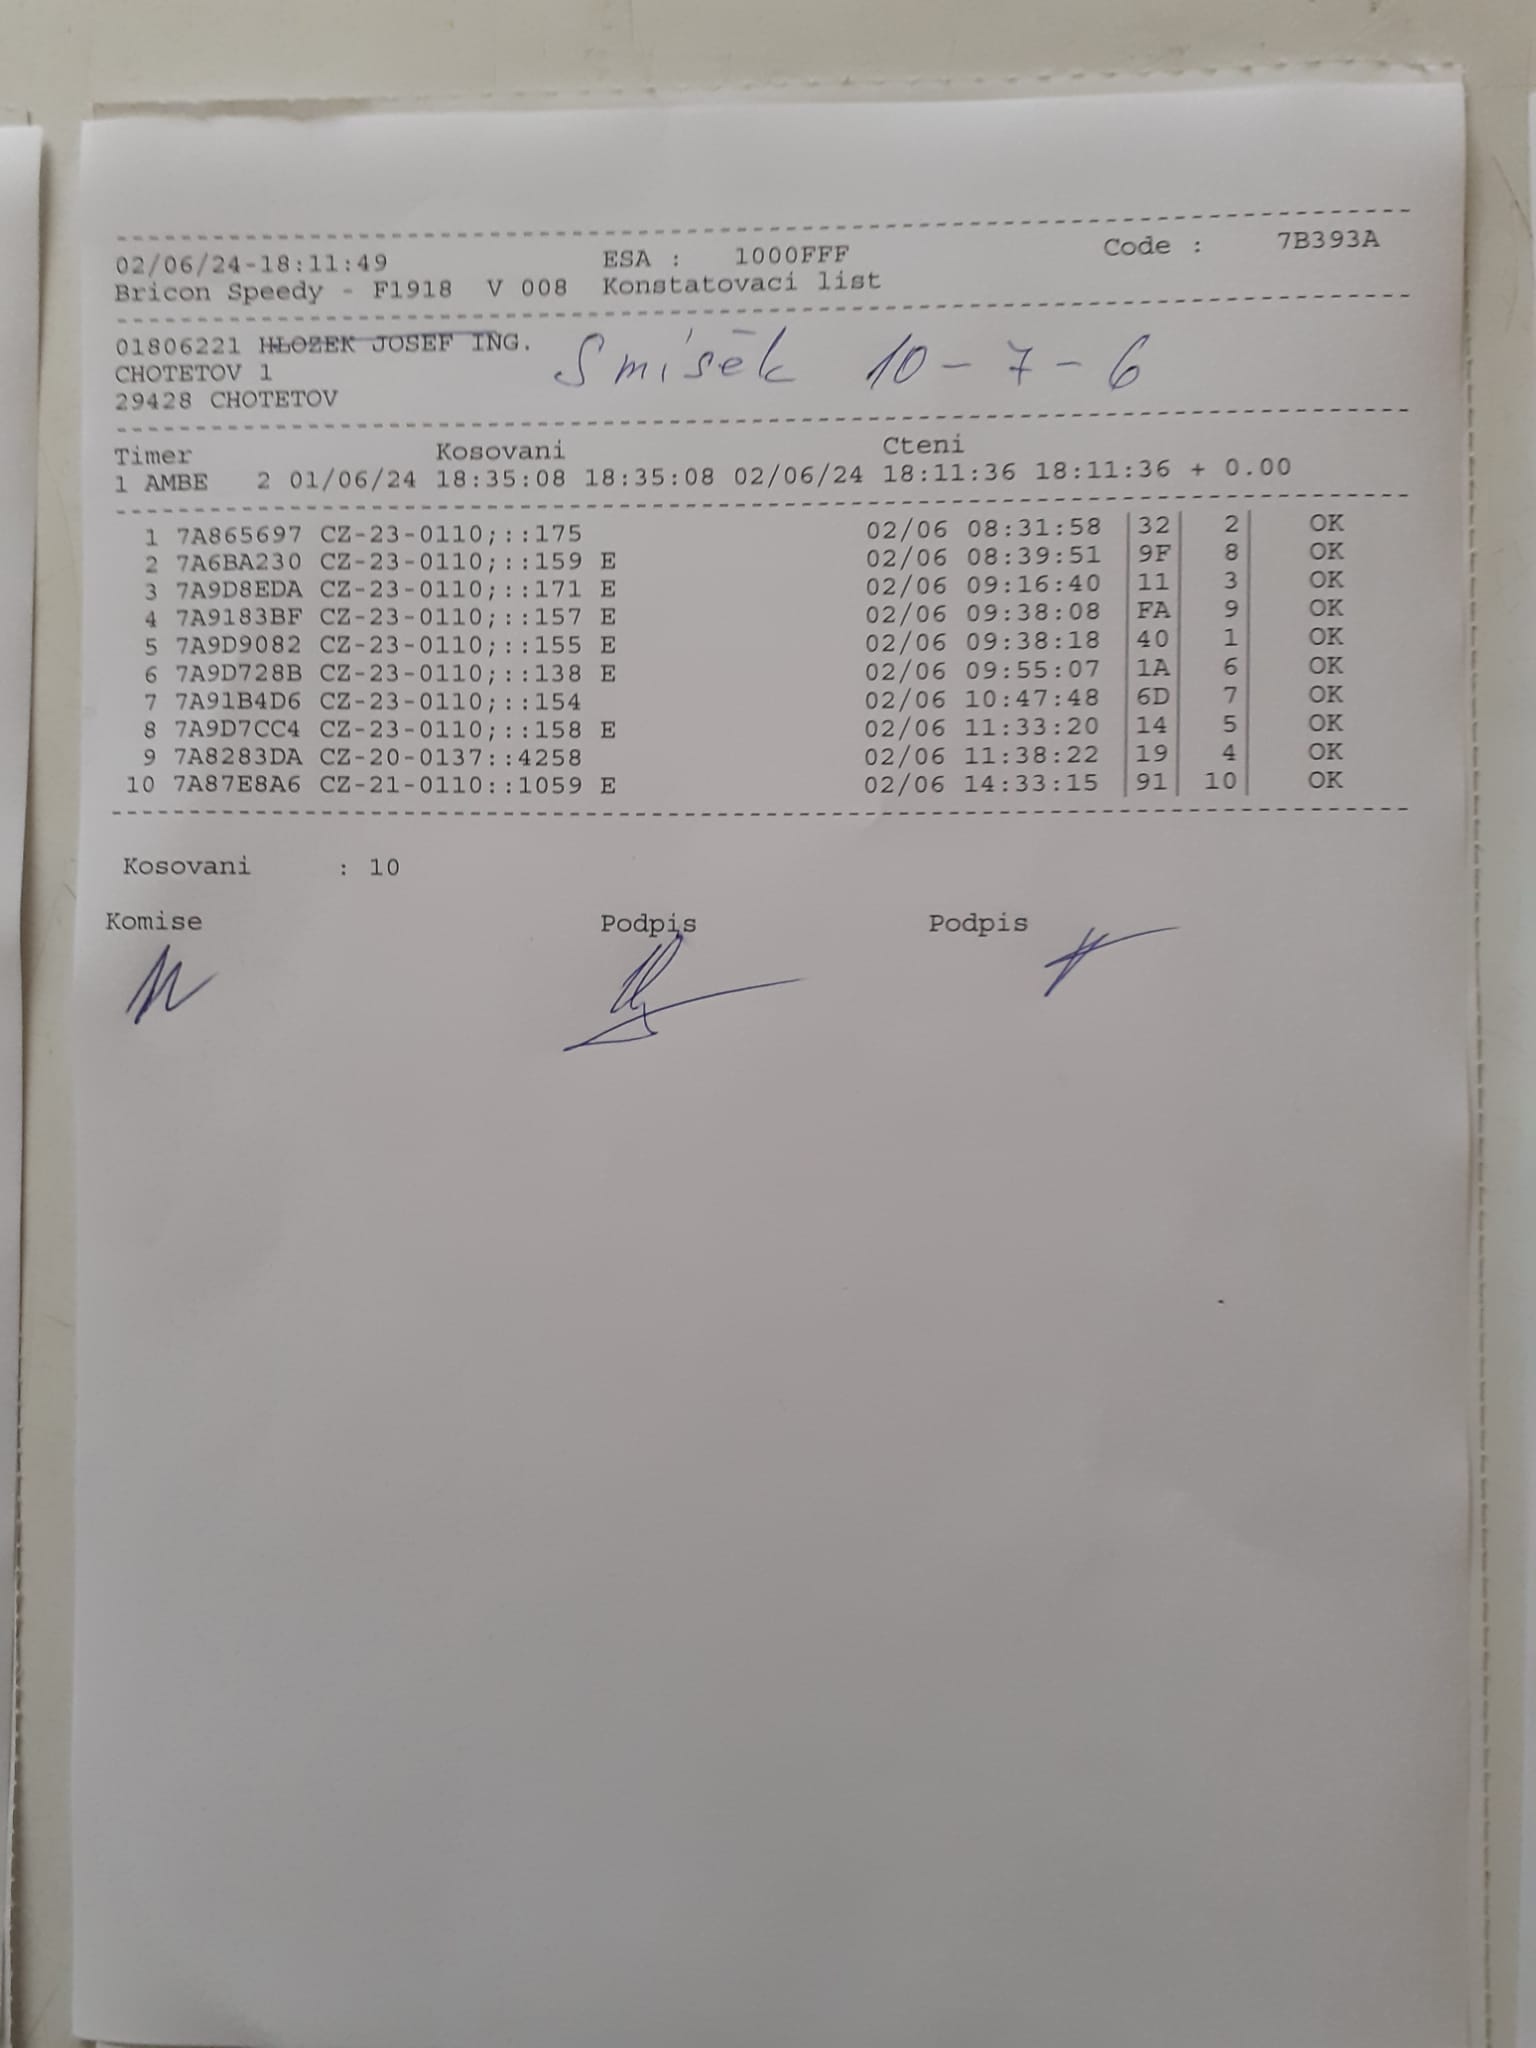 02/06/24-18:11:49 ESA : 1000FFF Code : 7B393A
Bricon Speedy - F1918 V 008 Konstatovaci list
01806221 HLOZEK JOSEF ING. Smísek 10-7-6
CHOTETOV 1
29428 CHOTETOV
Timer Kosovani Cteni
1 AMBE 2 01/06/24 18:35:08 18:35:08 02/06/24 18:11:36 18:11:36 + 0.00
1 7A865697 CZ-23-0110;::175 02/06 08:31:58 |32| 2| OK
2 7A6BA230 CZ-23-0110;::159 E 02/06 08:39:51 |9F| 8| OK
3 7A9D8EDA CZ-23-0110;::171 E 02/06 09:16:40 |11| 3| OK
4 7A9183BF CZ-23-0110;::157 E 02/06 09:38:08 |FA| 9| OK
5 7A9D9082 CZ-23-0110;::155 E 02/06 09:38:18 |40| 1| OK
6 7A9D728B CZ-23-0110;::138 E 02/06 09:55:07 |1A| 6| OK
7 7A91B4D6 CZ-23-0110;::154 02/06 10:47:48 |6D| 7| OK
8 7A9D7CC4 CZ-23-0110;::158 E 02/06 11:33:20 |14| 5| OK
9 7A8283DA CZ-20-0137::4258 02/06 11:38:22 |19| 4| OK
10 7A87E8A6 CZ-21-0110::1059 E 02/06 14:33:15 |91| 10| OK
Kosovani : 10
Komise Podpis Podpis